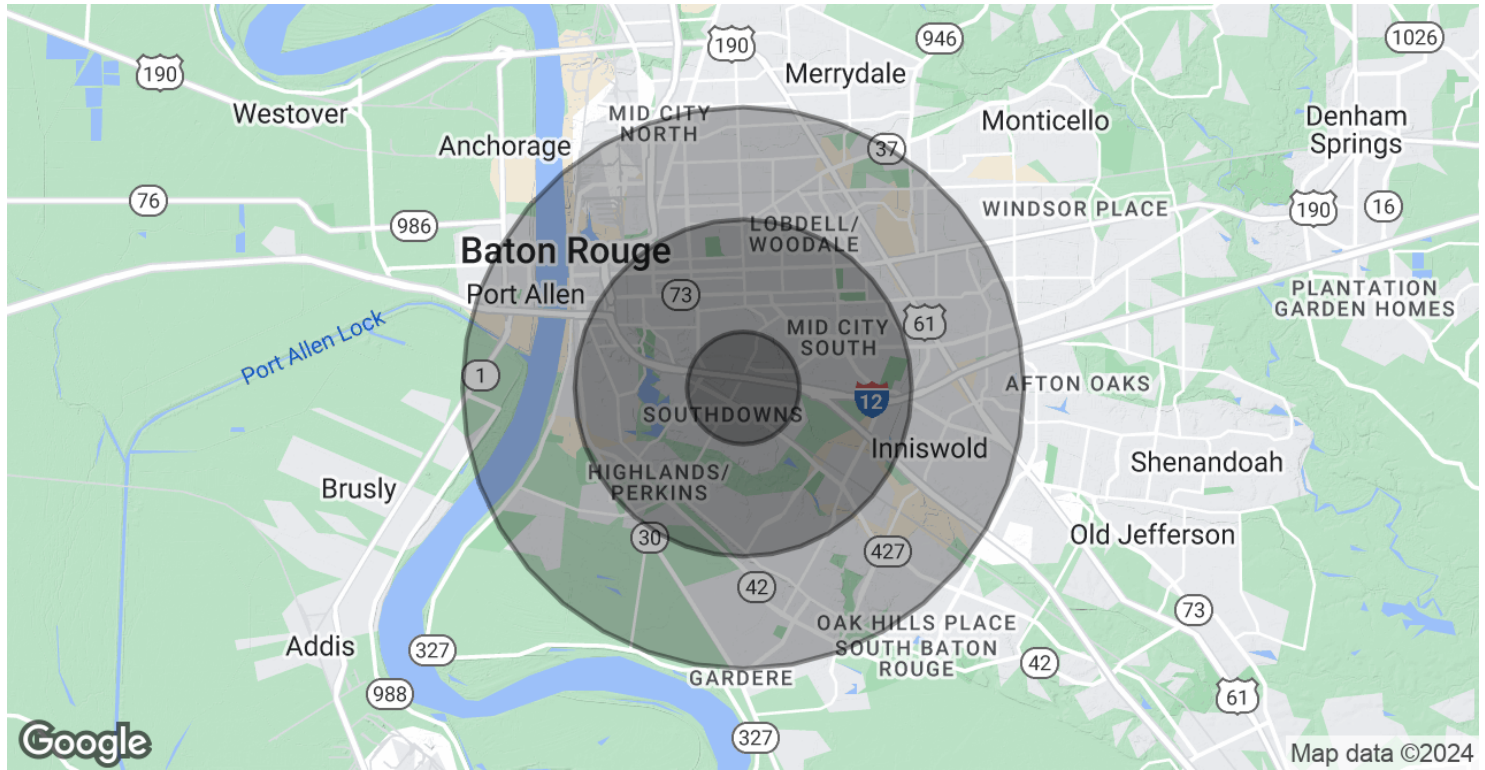 190
946
1026
190
Merrydale
Westover
MID CITY
NORTH
Monticello
Denham
Springs
Anchorage
37
76
986
LOBDELL/
WOODALE
WINDSOR PLACE
190
16
Baton Rouge
Port Allen
73
PLANTATION
GARDEN HOMES
Port Allen Lock
MID CITY
SOUTH
61
1
AFTON OAKS
12
SOUTHDOWNS
Inniswold
Shenandoah
HIGHLANDS/
PERKINS
Brusly
30
427
Old Jefferson
42
73
OAK HILLS PLACE
SOUTH BATON
ROUGE
Addis
327
42
GARDERE
988
61
327
Google
Map data ©2024